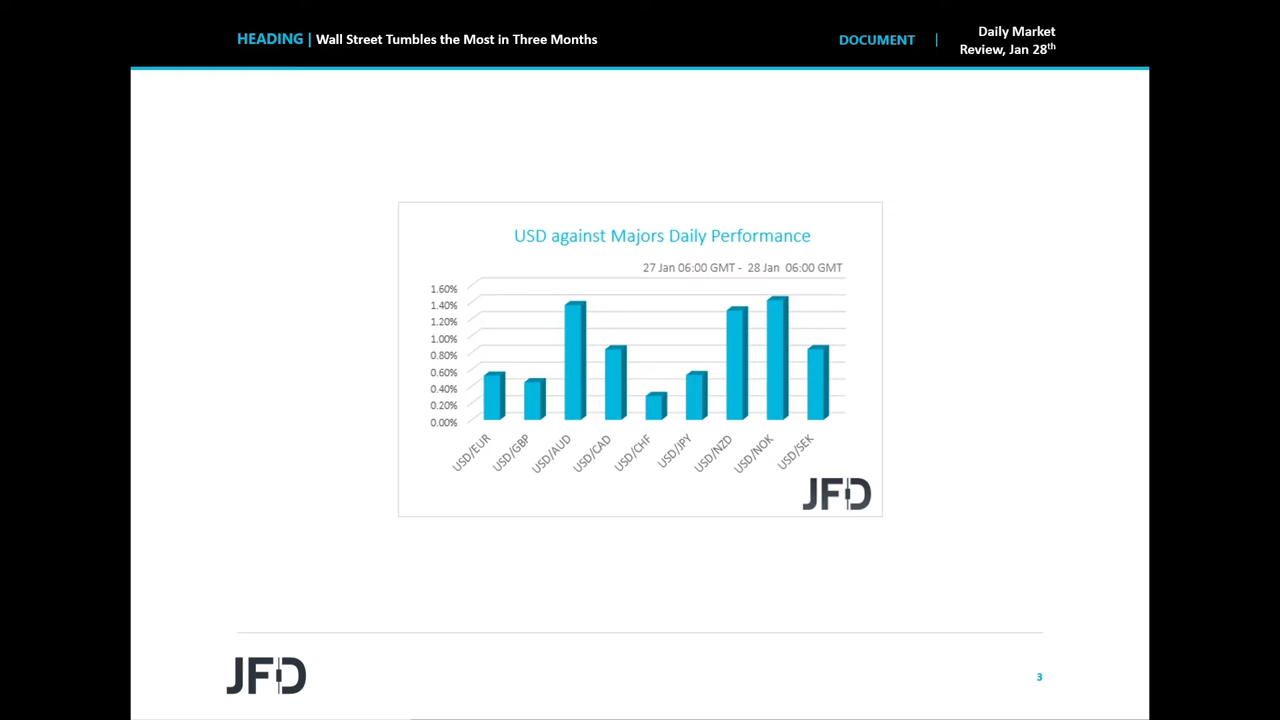 HEADING | Wall Street Tumbles the Most in Three Months
DOCUMENT | Daily Market
Review, Jan 28th
USD against Majors Daily Performance
27 Jan 06:00 GMT - 28 Jan 06:00 GMT
1.60%
1.40%
1.20%
1.00%
0.80%
0.60%
0.40%
0.20%
0.00%
USD/EUR
USD/GBP
USD/AUD
USD/CAD
USD/CHF
USD/JPY
USD/NZD
USD/NOK
USD/SEK
JFD
JFD
3